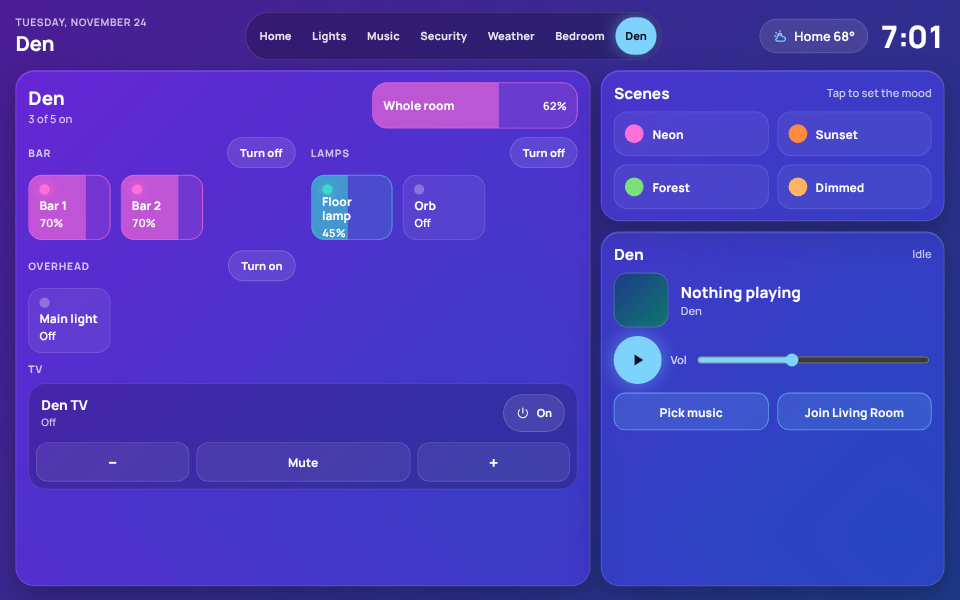 TUESDAY, NOVEMBER 24
Den
Home Lights Music Security Weather Bedroom Den
Home 68°
7:01
Den
3 of 5 on
Whole room 62%
BAR
Turn off
LAMPS
Turn off
Bar 1
70%
Bar 2
70%
Floor
lamp
45%
Orb
Off
OVERHEAD
Turn on
Main light
Off
TV
Den TV
Off
On
− Mute +
Scenes
Tap to set the mood
Neon
Sunset
Forest
Dimmed
Den
Idle
Nothing playing
Den
Vol
Pick music
Join Living Room